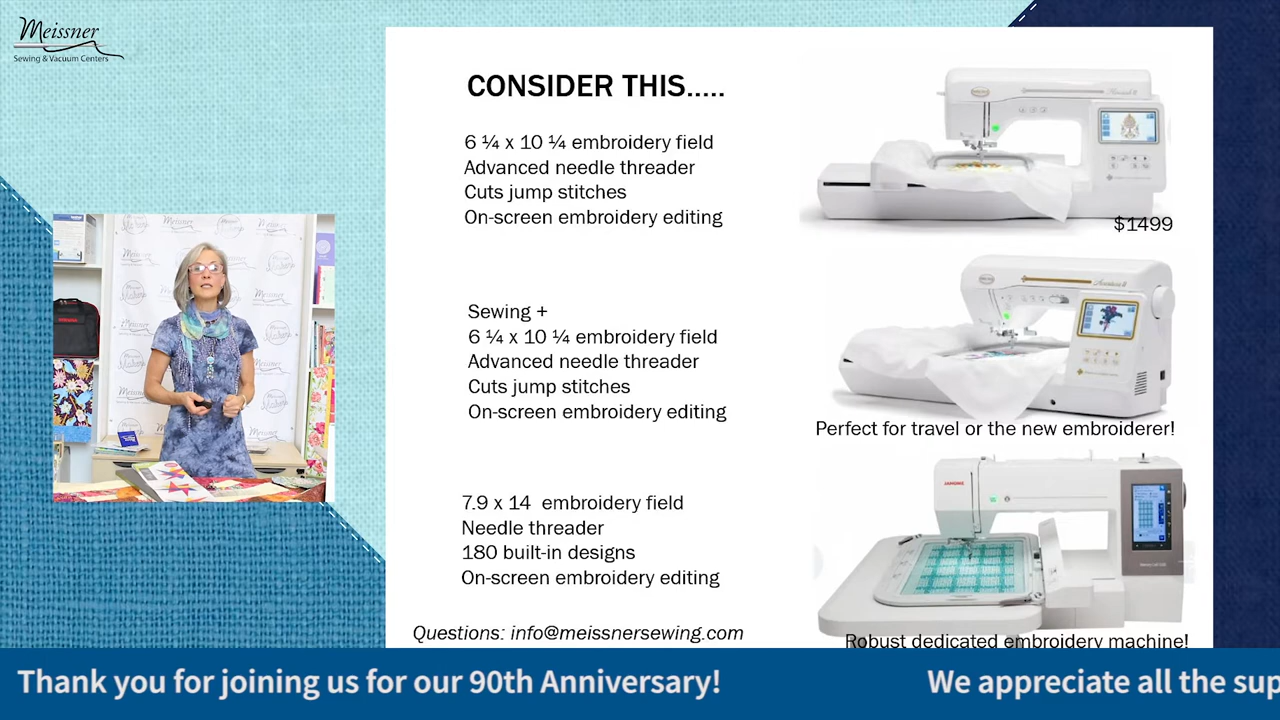 Meissner
Sewing & Vacuum Centers
CONSIDER THIS.....
6 ¼ x 10 ¼ embroidery field
Advanced needle threader
Cuts jump stitches
On-screen embroidery editing
$1499
Sewing +
6 ¼ x 10 ¼ embroidery field
Advanced needle threader
Cuts jump stitches
On-screen embroidery editing
Perfect for travel or the new embroiderer!
JANOME
7.9 x 14 embroidery field
Needle threader
180 built-in designs
On-screen embroidery editing
Questions: info@meissnersewing.com
Robust dedicated embroidery machine!
Thank you for joining us for our 90th Anniversary!
We appreciate all the sup